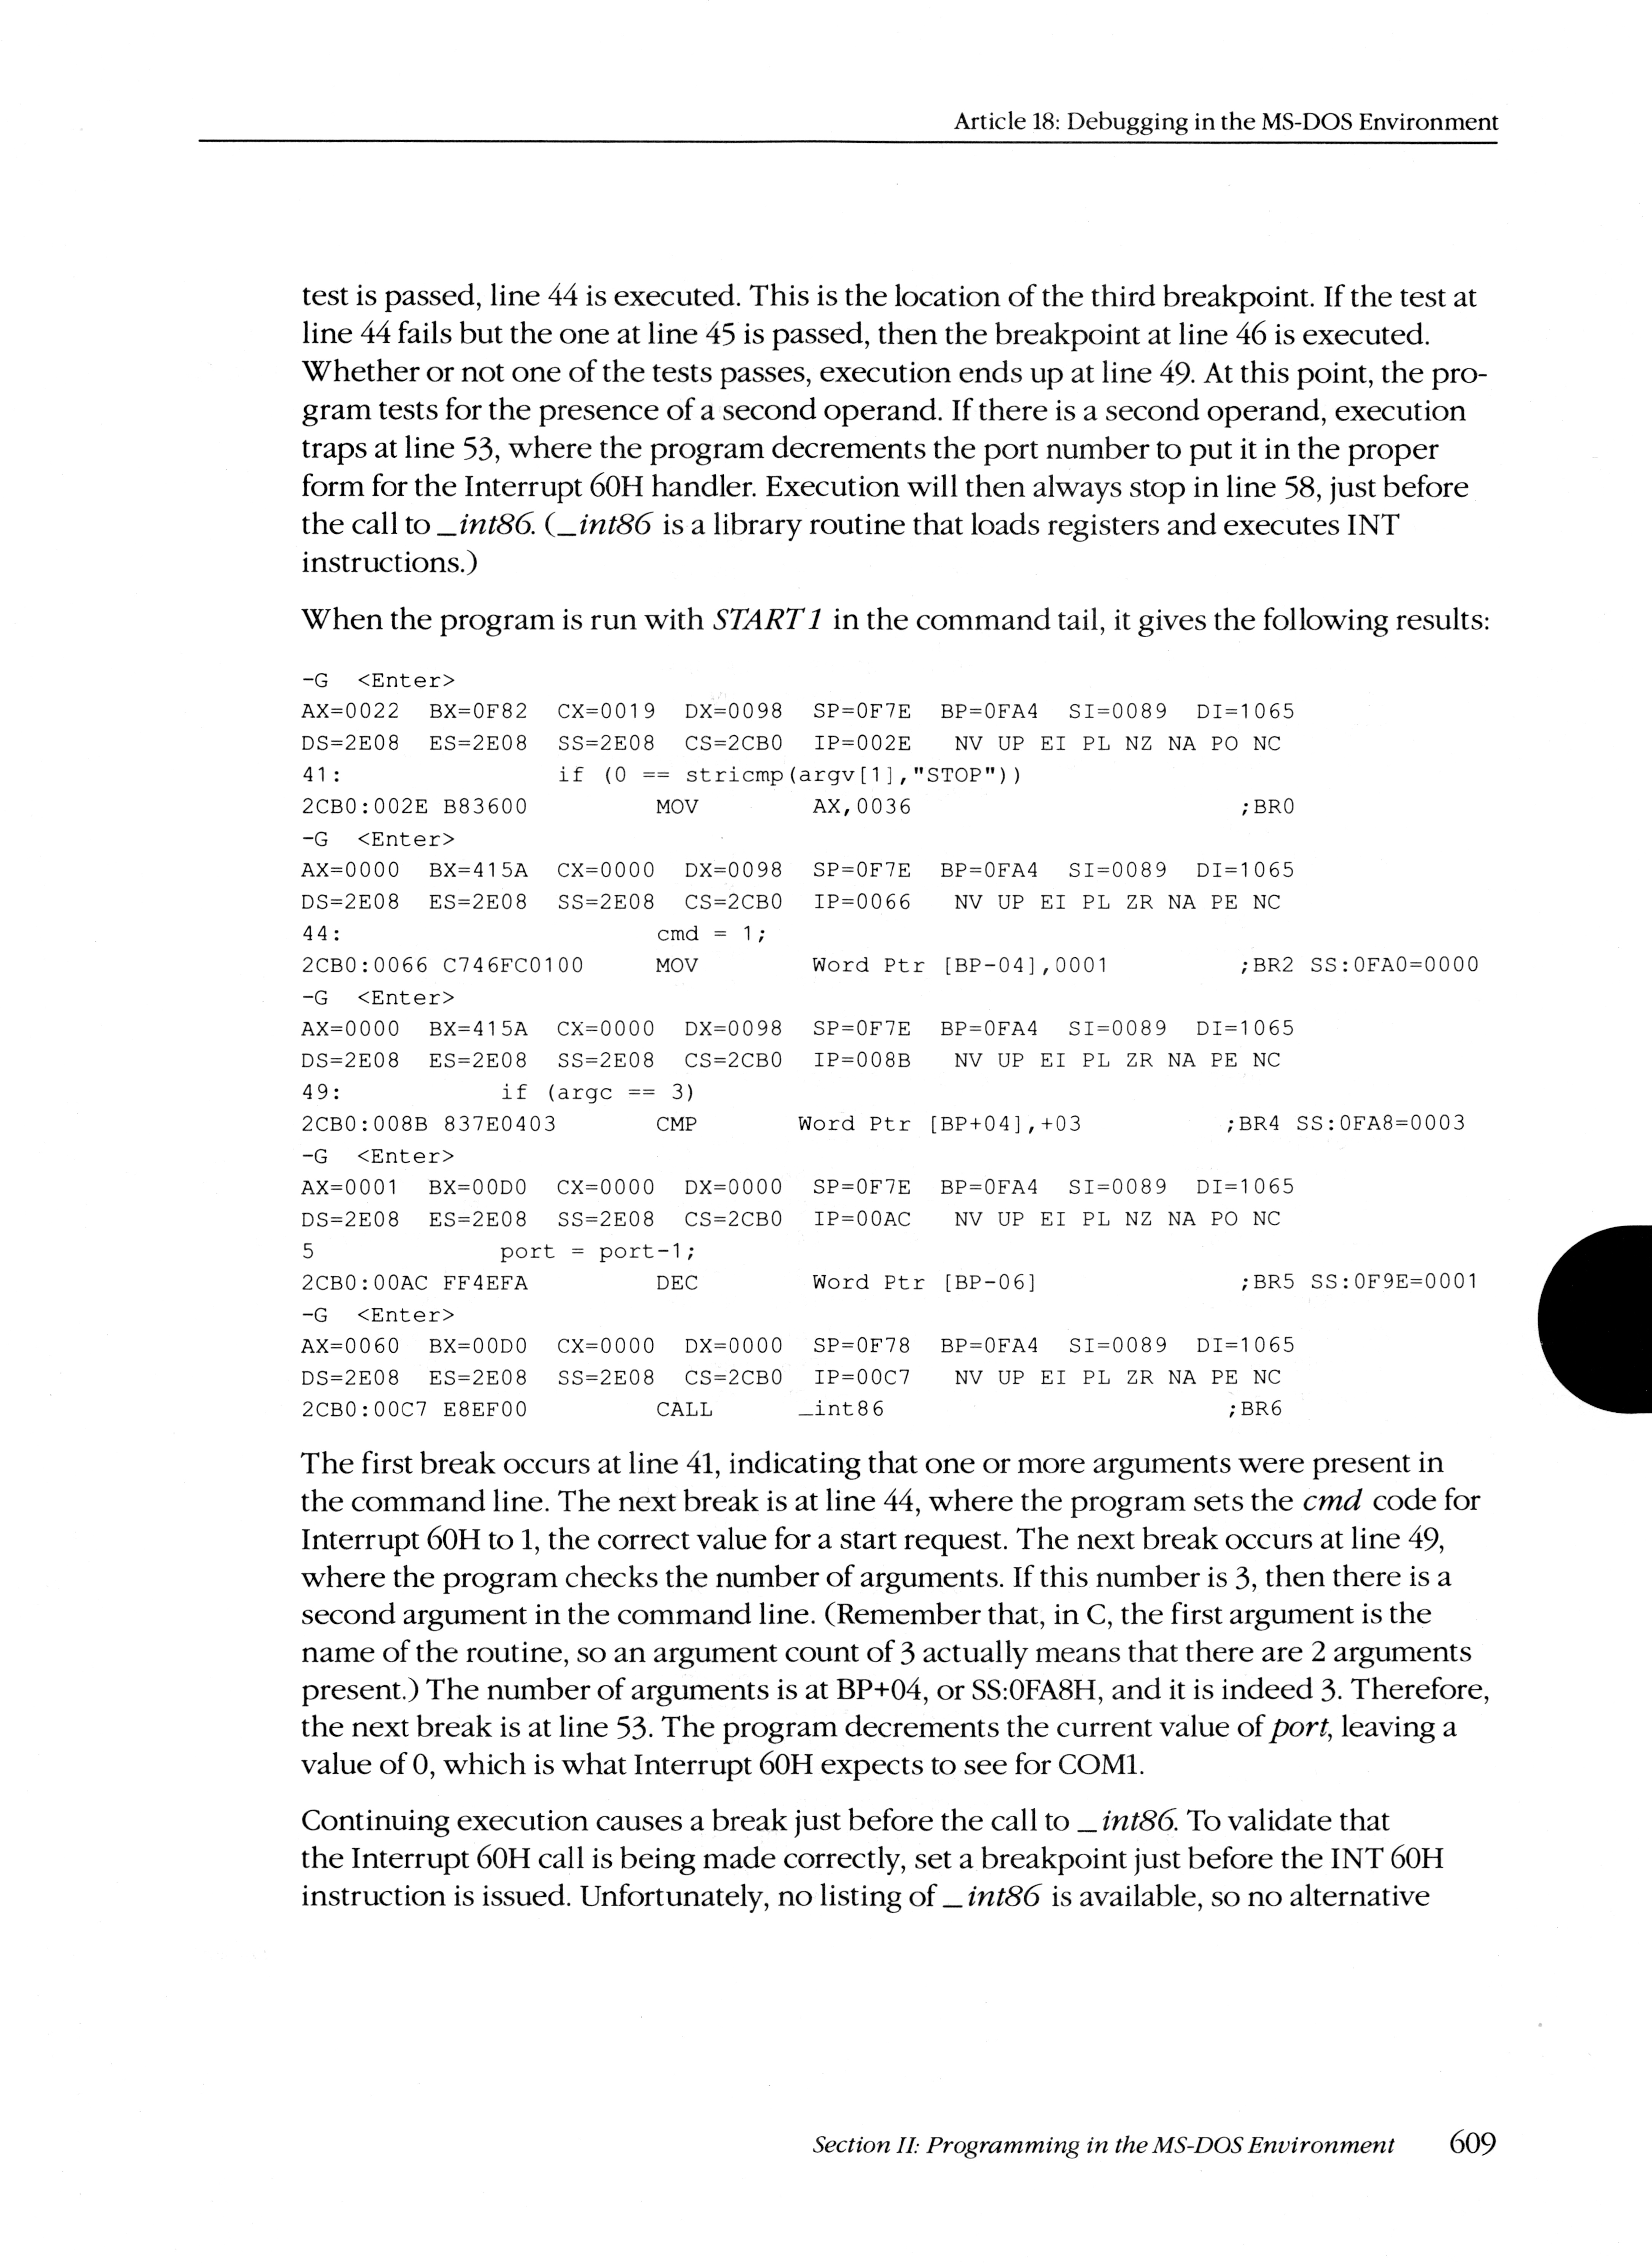 Article 18: Debugging in the MS-DOS Environment
test is passed, line 44 is executed. This is the location of the third breakpoint. If the test at
line 44 fails but the one at line 45 is passed, then the breakpoint at line 46 is executed.
Whether or not one of the tests passes, execution ends up at line 49. At this point, the pro-
gram tests for the presence of a second operand. If there is a second operand, execution
traps at line 53, where the program decrements the port number to put it in the proper
form for the Interrupt 60H handler. Execution will then always stop in line 58, just before
the call to _int86. (_int86 is a library routine that loads registers and executes INT
instructions.)
When the program is run with START 1 in the command tail, it gives the following results:
-G  <Enter>
AX=0022  BX=0F82  CX=0019  DX=0098  SP=0F7E  BP=0FA4  SI=0089  DI=1065
DS=2E08  ES=2E08  SS=2E08  CS=2CB0  IP=002E   NV UP EI PL NZ NA PO NC
41:               if (0 == stricmp(argv[1],"STOP"))
2CB0:002E B83600         MOV        AX,0036                       ;BR0
-G  <Enter>
AX=0000  BX=415A  CX=0000  DX=0098  SP=0F7E  BP=0FA4  SI=0089  DI=1065
DS=2E08  ES=2E08  SS=2E08  CS=2CB0  IP=0066   NV UP EI PL ZR NA PE NC
44:                      cmd = 1;
2CB0:0066 C746FC0100     MOV        Word Ptr [BP-04],0001         ;BR2 SS:0FA0=0000
-G  <Enter>
AX=0000  BX=415A  CX=0000  DX=0098  SP=0F7E  BP=0FA4  SI=0089  DI=1065
DS=2E08  ES=2E08  SS=2E08  CS=2CB0  IP=008B   NV UP EI PL ZR NA PE NC
49:           if (argc == 3)
2CB0:008B 837E0403       CMP       Word Ptr [BP+04],+03          ;BR4 SS:0FA8=0003
-G  <Enter>
AX=0001  BX=00D0  CX=0000  DX=0000  SP=0F7E  BP=0FA4  SI=0089  DI=1065
DS=2E08  ES=2E08  SS=2E08  CS=2CB0  IP=00AC   NV UP EI PL NZ NA PO NC
5             port = port-1;
2CB0:00AC FF4EFA         DEC        Word Ptr [BP-06]              ;BR5 SS:0F9E=0001
-G  <Enter>
AX=0060  BX=00D0  CX=0000  DX=0000  SP=0F78  BP=0FA4  SI=0089  DI=1065
DS=2E08  ES=2E08  SS=2E08  CS=2CB0  IP=00C7   NV UP EI PL ZR NA PE NC
2CB0:00C7 E8EF00         CALL      _int86                        ;BR6
The first break occurs at line 41, indicating that one or more arguments were present in
the command line. The next break is at line 44, where the program sets the cmd code for
Interrupt 60H to 1, the correct value for a start request. The next break occurs at line 49,
where the program checks the number of arguments. If this number is 3, then there is a
second argument in the command line. (Remember that, in C, the first argument is the
name of the routine, so an argument count of 3 actually means that there are 2 arguments
present.) The number of arguments is at BP+04, or SS:0FA8H, and it is indeed 3. Therefore,
the next break is at line 53. The program decrements the current value of port, leaving a
value of 0, which is what Interrupt 60H expects to see for COM1.
Continuing execution causes a break just before the call to _int86. To validate that
the Interrupt 60H call is being made correctly, set a breakpoint just before the INT 60H
instruction is issued. Unfortunately, no listing of _int86 is available, so no alternative
Section II: Programming in the MS-DOS Environment 609